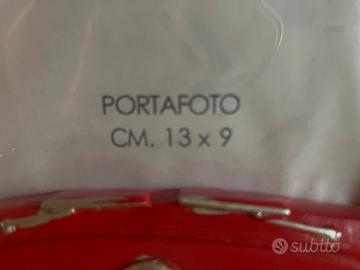 PORTAFOTO
CM. 13 x 9
subito